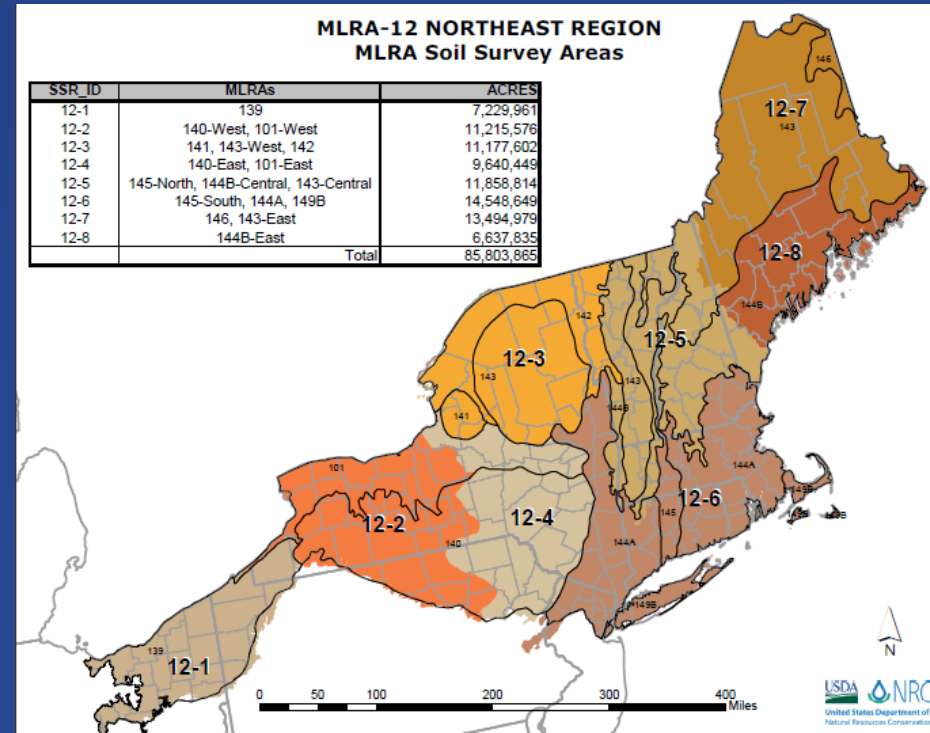 MLRA-12 NORTHEAST REGION
MLRA Soil Survey Areas
SSR_ID MLRAs ACRES
12-1 139 7,229,961
12-2 140-West, 101-West 11,215,576
12-3 141, 143-West, 142 11,177,602
12-4 140-East, 101-East 9,640,449
12-5 145-North, 144B-Central, 143-Central 11,858,814
12-6 145-South, 144A, 149B 14,548,649
12-7 146, 143-East 13,494,979
12-8 144B-East 6,637,835
Total 85,803,865
146
12-7
143
12-8
144B
142
12-5
12-3
143
143
141
144B
101
144A
149B
12-6
12-2
12-4
145
140
144A
149B
139
12-1
N
0 50 100 200 300 400
Miles
USDA NRC
United States Department of
Natural Resources Conservation